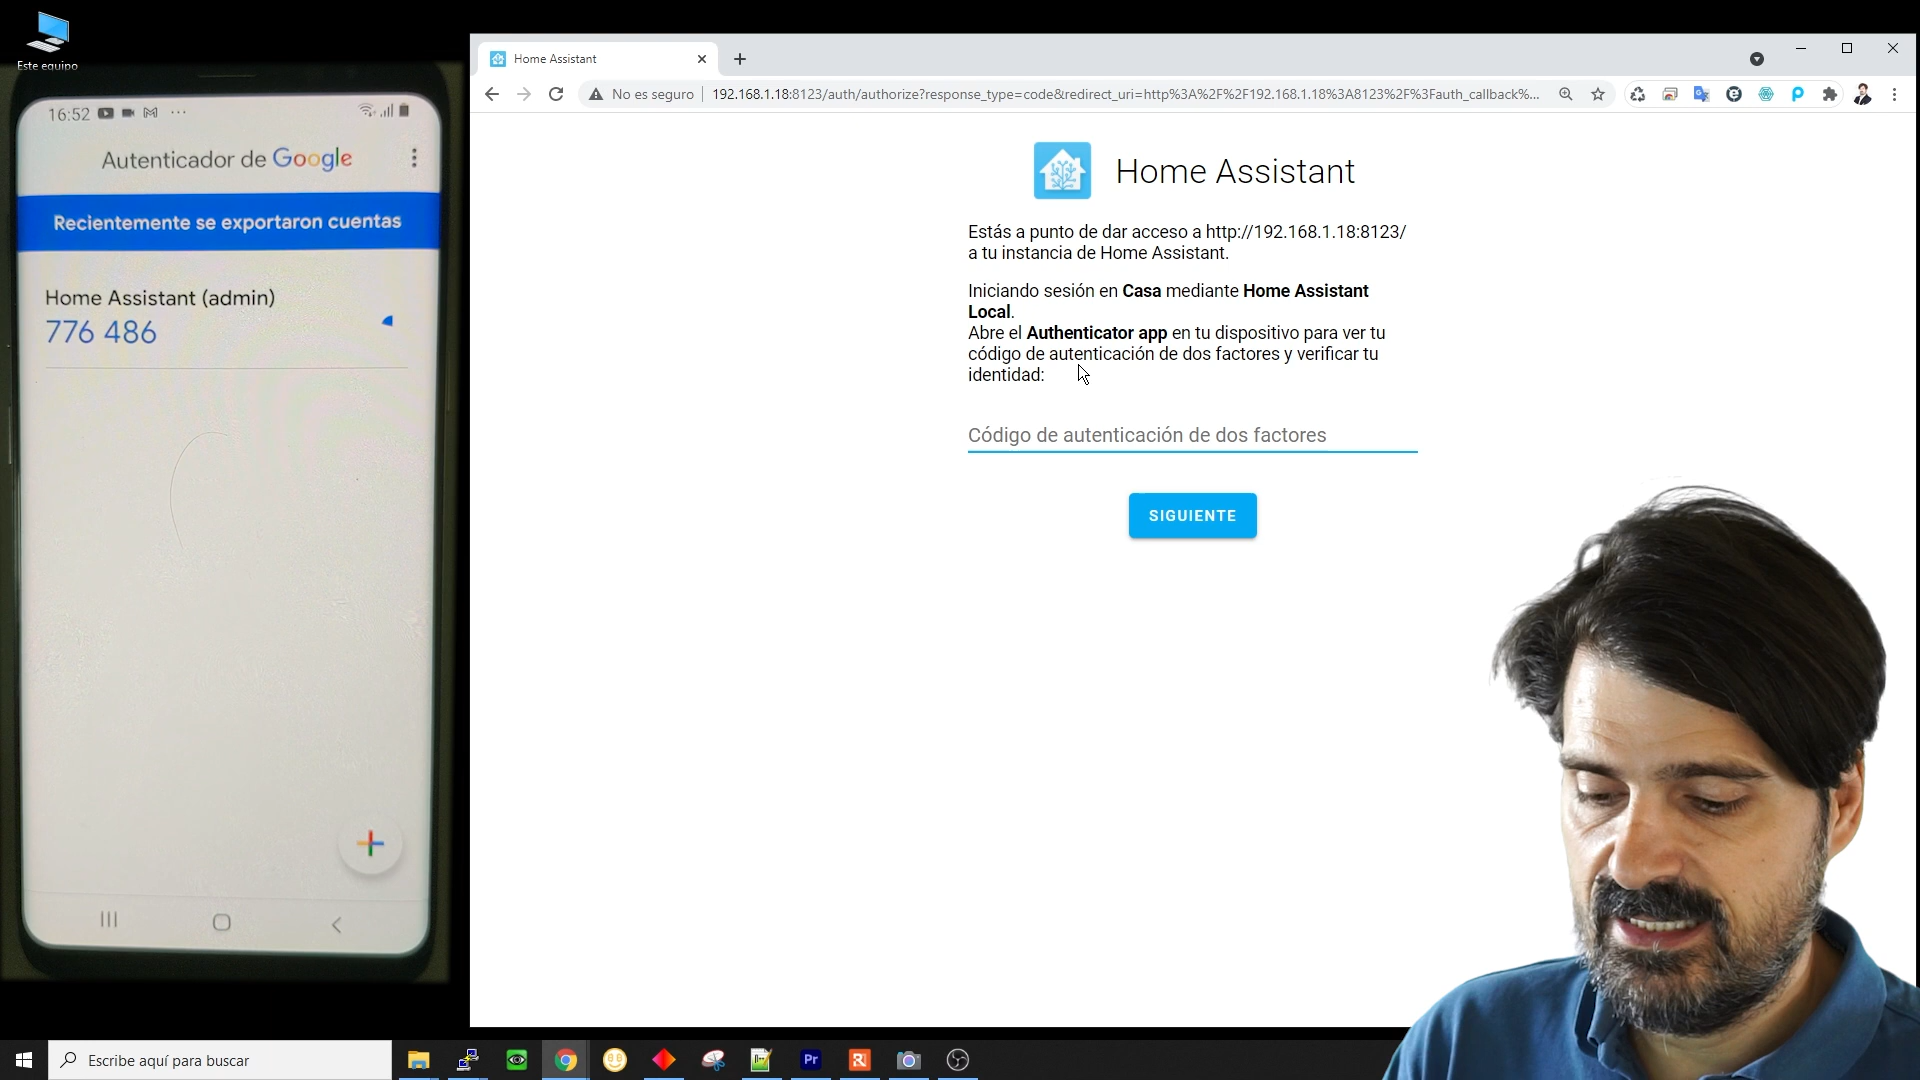 Este equipo
16:52
Autenticador de Google
Recientemente se exportaron cuentas
Home Assistant (admin)
776 486
Home Assistant
No es seguro
192.168.1.18:8123/auth/authorize?response_type=code&redirect_uri=http%3A%2F%2F192.168.1.18%3A8123%2F%3Fauth_callback%...
Home Assistant
Estás a punto de dar acceso a http://192.168.1.18:8123/
a tu instancia de Home Assistant.
Iniciando sesión en Casa mediante Home Assistant
Local.
Abre el Authenticator app en tu dispositivo para ver tu
código de autenticación de dos factores y verificar tu
identidad:
Código de autenticación de dos factores
SIGUIENTE
Escribe aquí para buscar
Pr